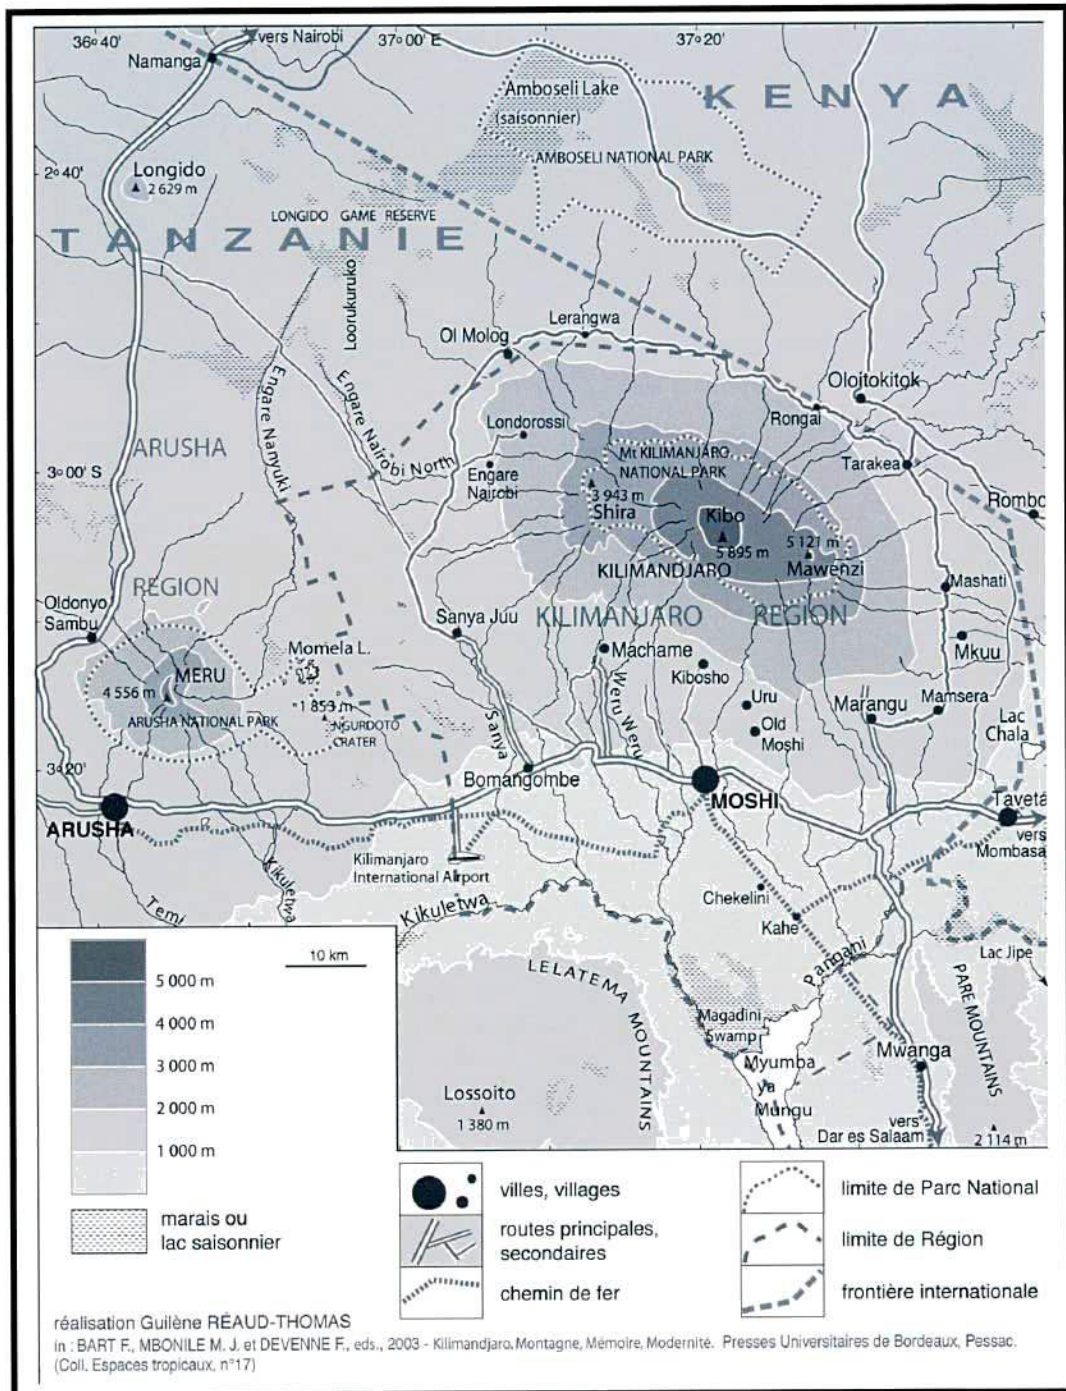 36° 40'
vers Nairobi
37° 00' E
37° 20'
Namanga
Amboseli Lake
(saisonnier)
KENYA
AMBOSELI NATIONAL PARK
2° 40'
Longido
2 629 m
LONGIDO GAME RESERVE
TANZANIE
Loorukuruko
Lerangwa
Ol Molog
Engare Nanyuki
Engare Nairobi North
Oloitokitok
Rongai
Londorossi
ARUSHA
Mt KILIMANJARO
NATIONAL PARK
Tarakea
3° 00' S
Engare
Nairobi
3 943 m
Shira
Rombo
Kibo
5 895 m
5 121 m
Mawenzi
KILIMANDJARO
REGION
Mashati
Oldonyo
Sambu
Sanya Juu
KILIMANJARO
REGION
Momela L.
Machame
Mkuu
MERU
4 556 m
Kibosho
1 853 m
Weru Weru
Uru
Marangu
Mamsera
ARUSHA NATIONAL PARK
NGURDOTO
CRATER
Sanya
Old
Moshi
Lac
Chala
3° 20'
Bomangombe
MOSHI
Taveta
ARUSHA
vers
Mombasa
Kilimanjaro
International Airport
Kikuletwa
Temi
Chekelini
Kikuletwa
Kahe
Pangani
Lac Jipe
LELATEMA MOUNTAINS
PARE MOUNTAINS
10 km
5 000 m
4 000 m
3 000 m
2 000 m
1 000 m
Magadini
Swamp
Myumba
ya
Mungu
Mwanga
Lossoito
1 380 m
vers
Dar es Salaam
2 114 m
marais ou
lac saisonnier
villes, villages
routes principales,
secondaires
chemin de fer
limite de Parc National
limite de Région
frontière internationale
réalisation Guilène RÉAUD-THOMAS
in : BART F., MBONILE M. J. et DEVENNE F., eds., 2003 - Kilimandjaro. Montagne, Mémoire, Modernité. Presses Universitaires de Bordeaux, Pessac.
(Coll. Espaces tropicaux, n°17)